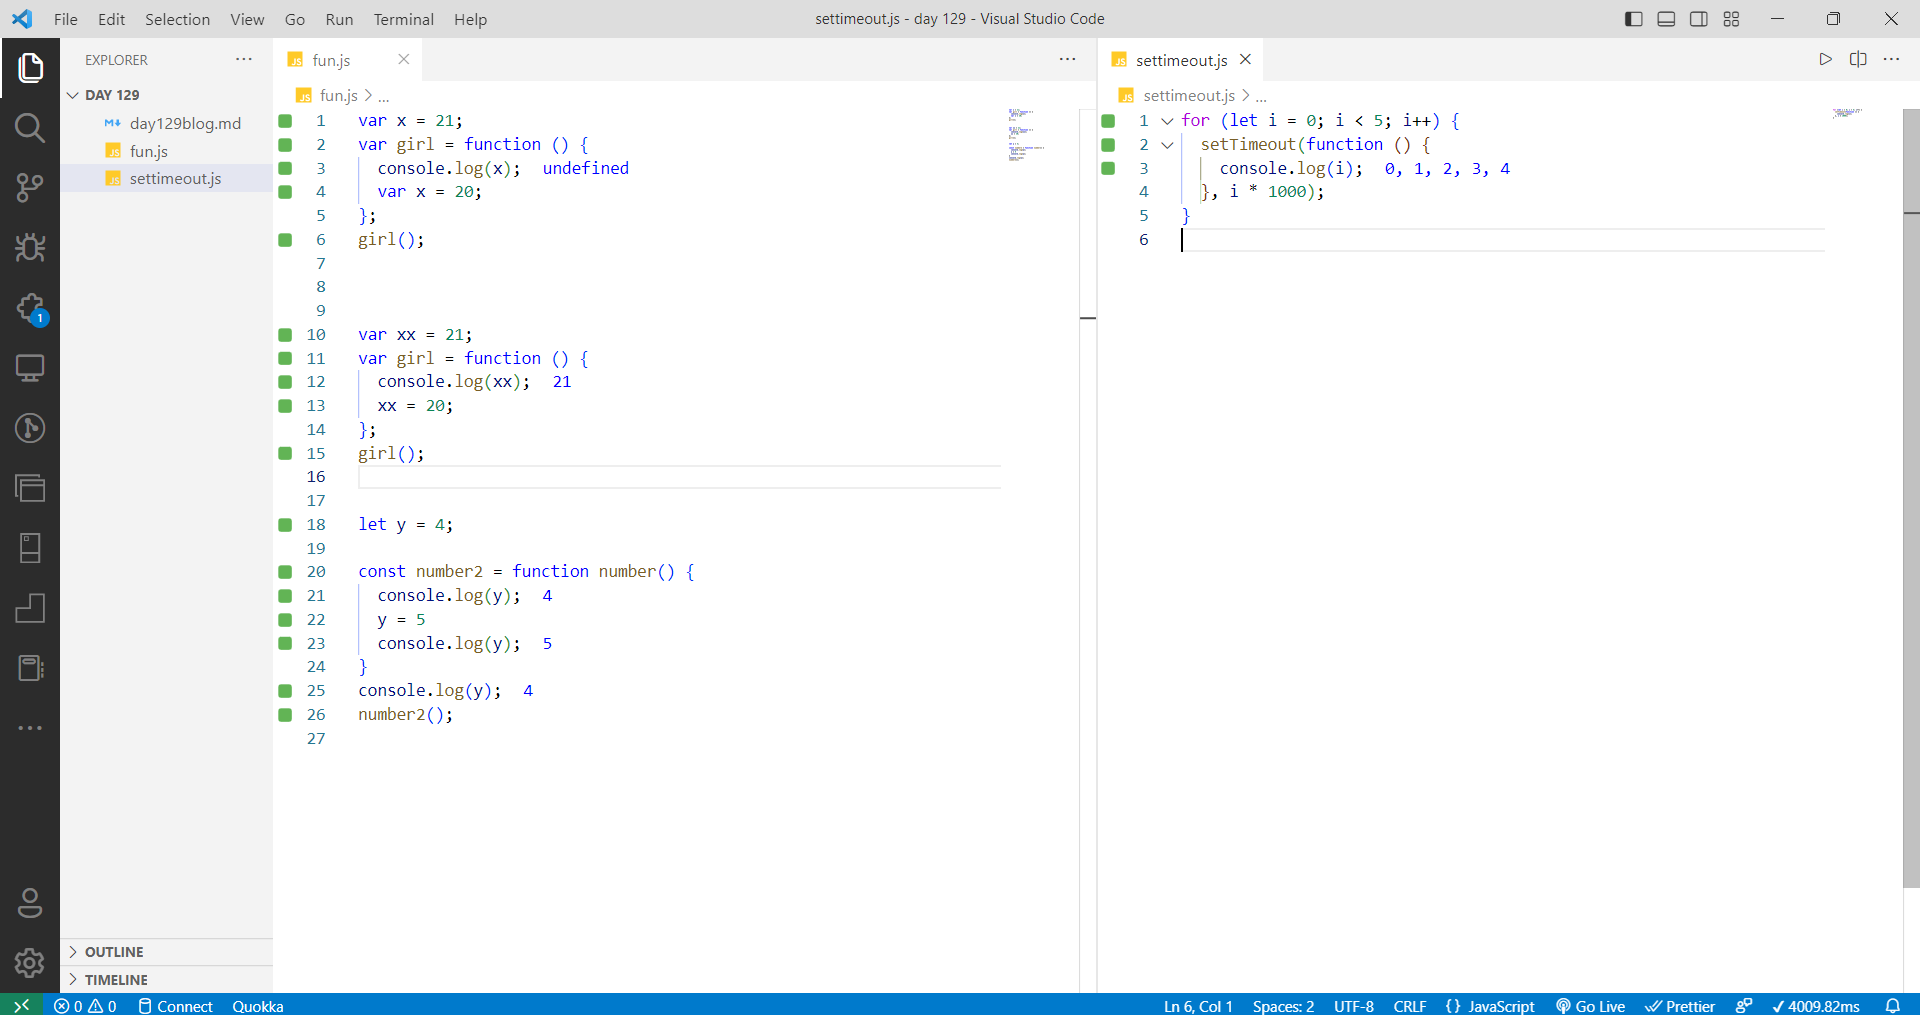 File Edit Selection View Go Run Terminal Help settimeout.js - day 129 - Visual Studio Code
EXPLORER ...
DAY 129
day129blog.md
fun.js
settimeout.js
OUTLINE
TIMELINE
fun.js
fun.js > ...
1 var x = 21;
2 var girl = function () {
3 console.log(x); undefined
4 var x = 20;
5 };
6 girl();
7
8
9
10 var xx = 21;
11 var girl = function () {
12 console.log(xx); 21
13 xx = 20;
14 };
15 girl();
16
17
18 let y = 4;
19
20 const number2 = function number() {
21 console.log(y); 4
22 y = 5
23 console.log(y); 5
24 }
25 console.log(y); 4
26 number2();
27
settimeout.js
settimeout.js > ...
1 for (let i = 0; i < 5; i++) {
2 setTimeout(function () {
3 console.log(i); 0, 1, 2, 3, 4
4 }, i * 1000);
5 }
6
1
0 0 Connect Quokka Ln 6, Col 1 Spaces: 2 UTF-8 CRLF {} JavaScript Go Live Prettier 4009.82ms